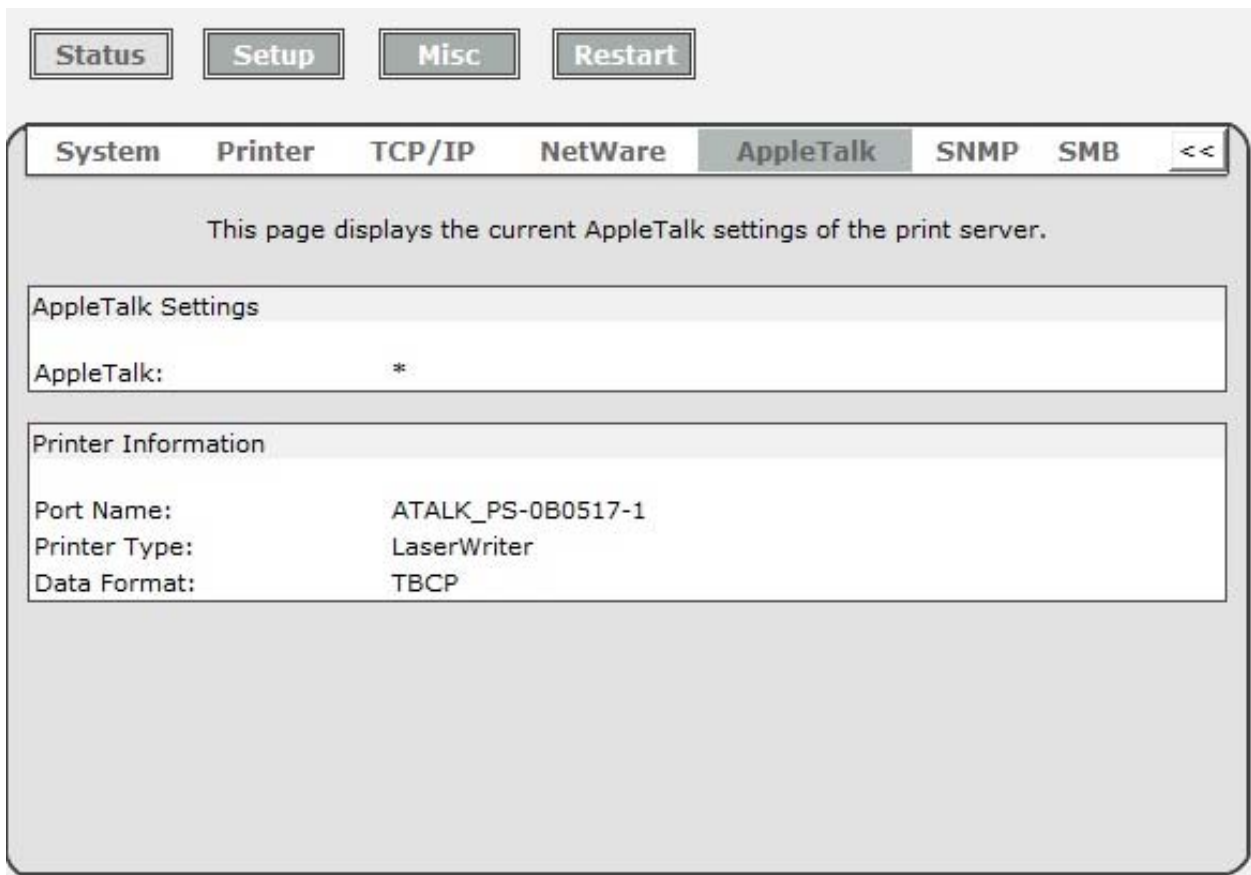 Status Setup Misc Restart
System Printer TCP/IP NetWare AppleTalk SNMP SMB <<
This page displays the current AppleTalk settings of the print server.
AppleTalk Settings
AppleTalk: *
Printer Information
Port Name: ATALK_PS-0B0517-1
Printer Type: LaserWriter
Data Format: TBCP